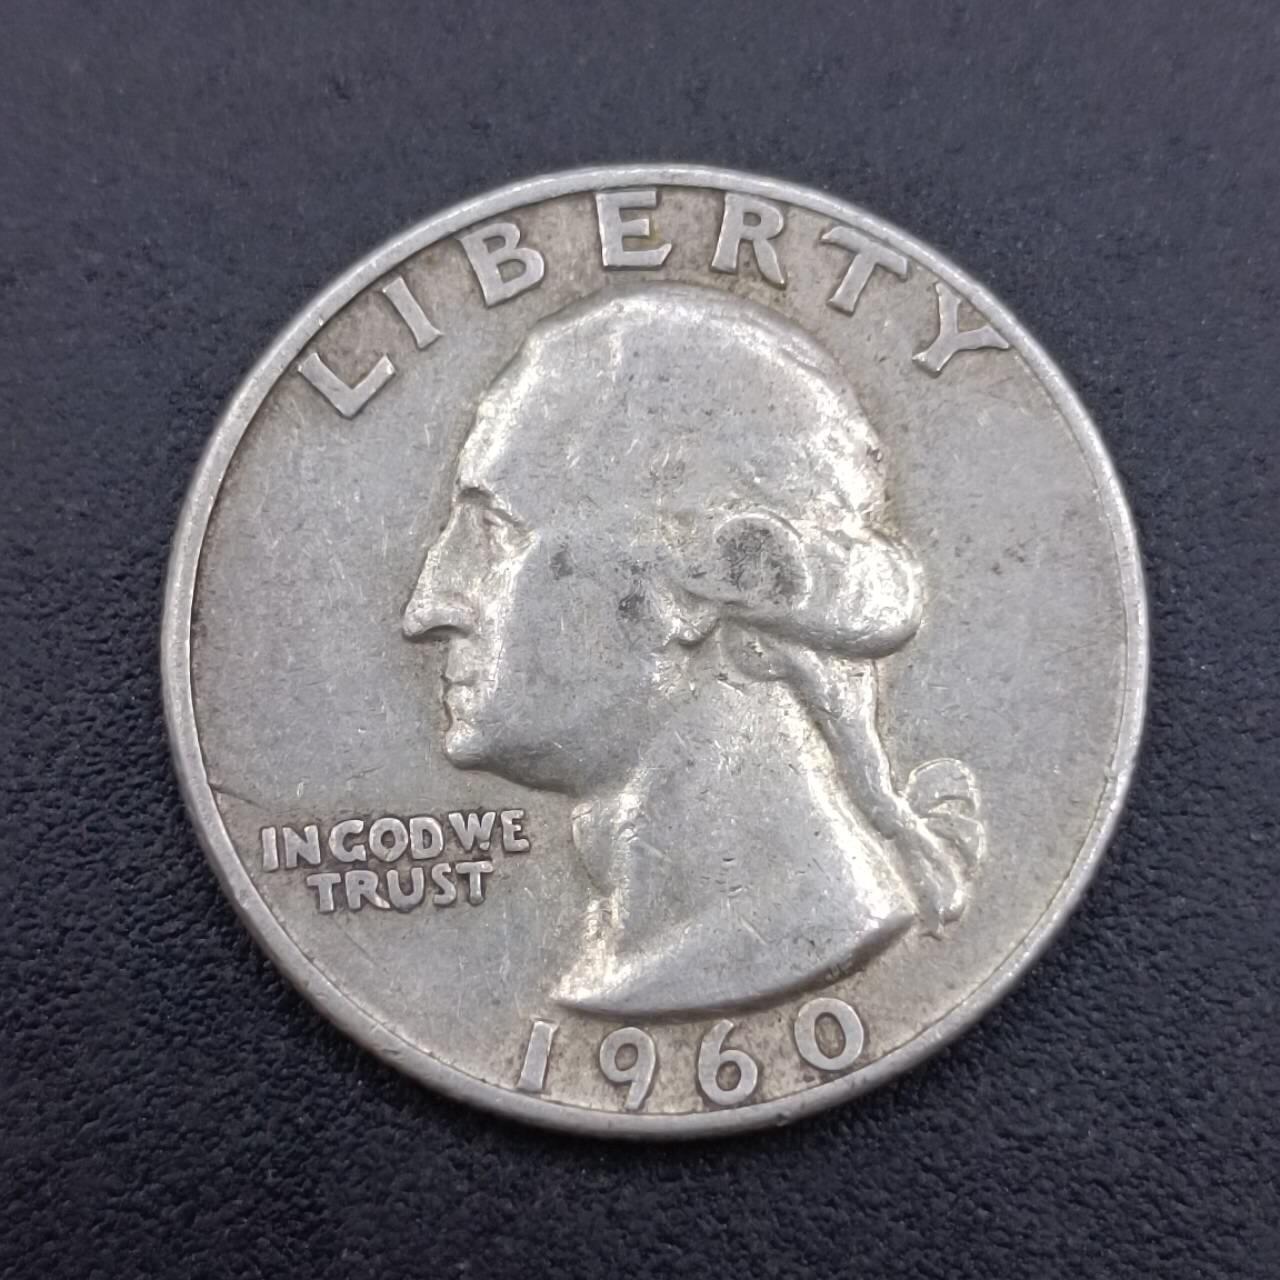 LIBERTY
IN GOD WE
TRUST
1960